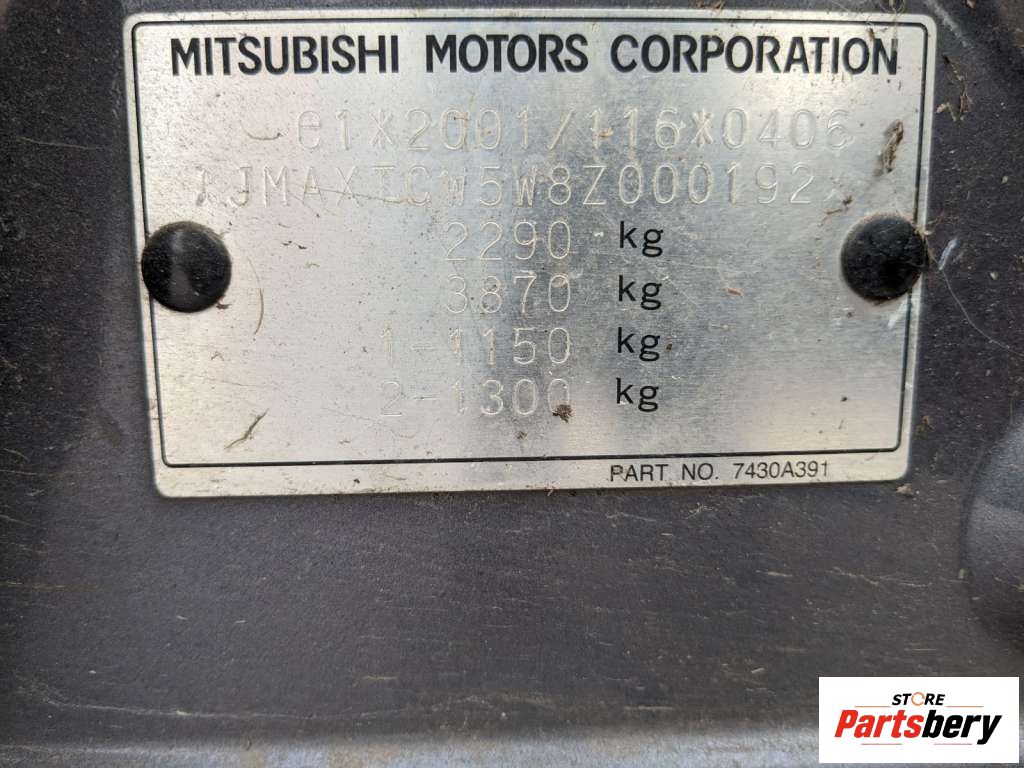 MITSUBISHI MOTORS CORPORATION
e1*2001/116*0406
*JMAXTCW5W8Z000192*
2290 kg
3870 kg
1-1150 kg
2-1300 kg
PART NO. 7430A391
STORE
Partsbery